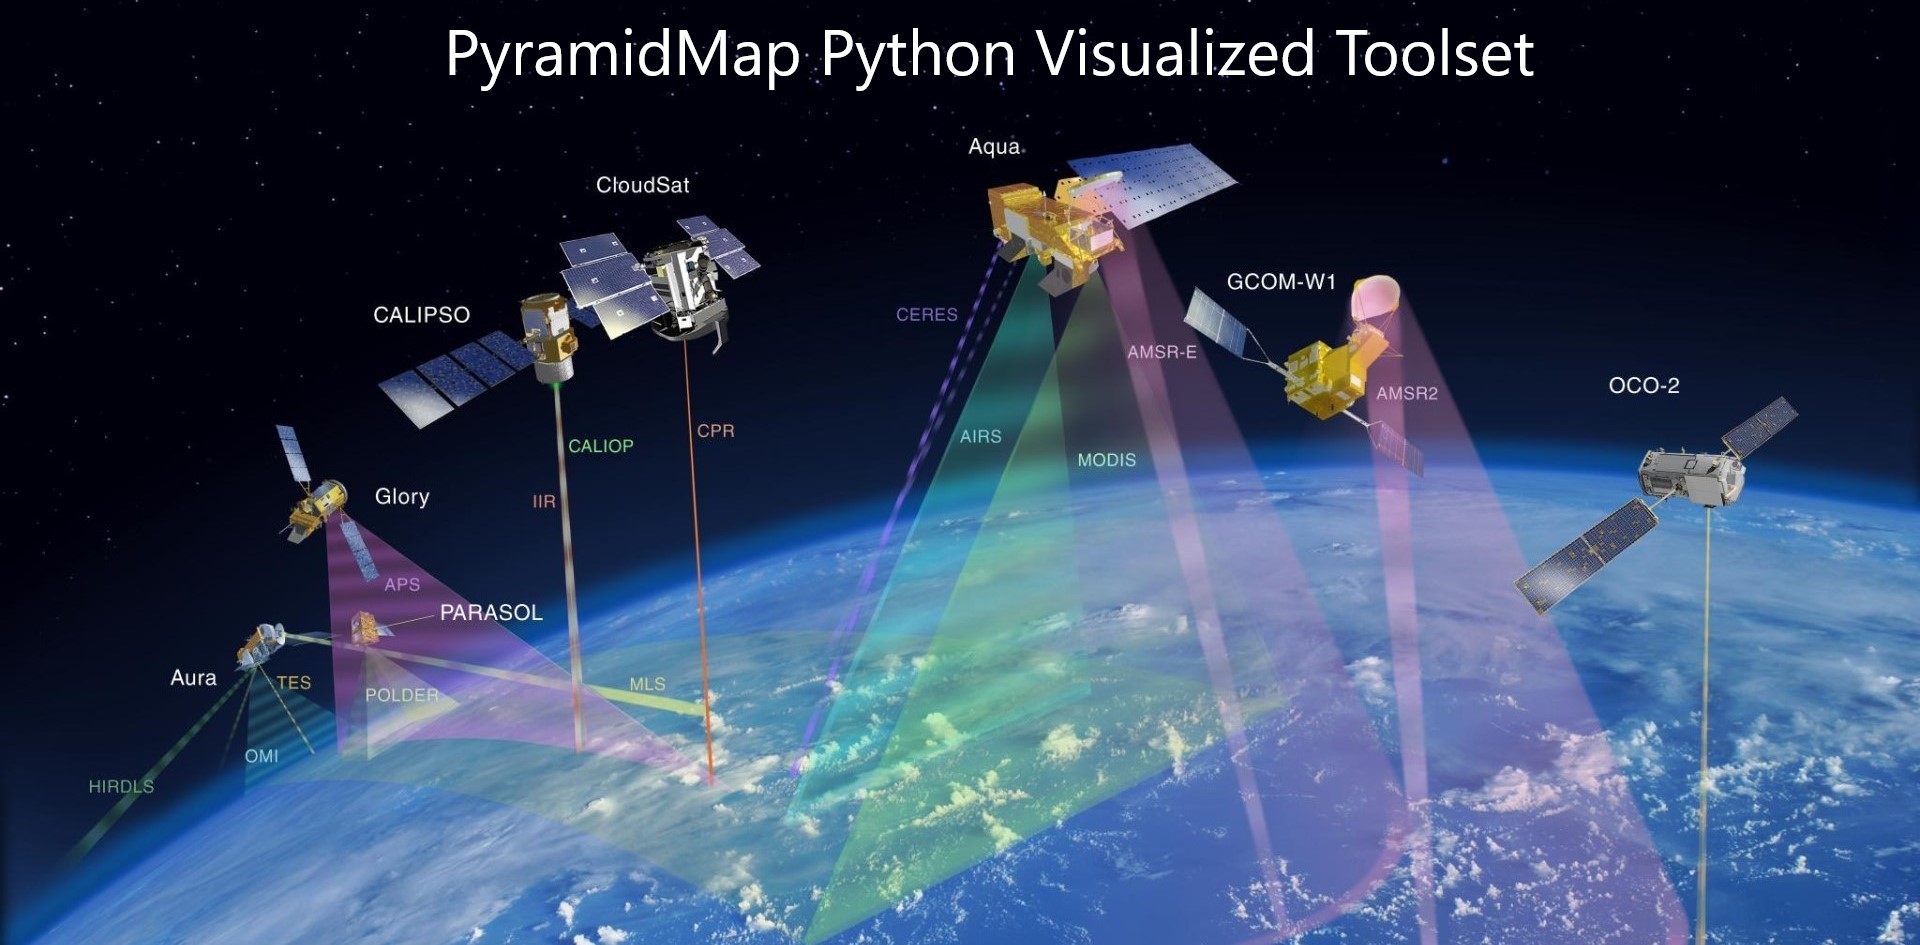 PyramidMap Python Visualized Toolset
Aqua
CloudSat
GCOM-W1
CALIPSO
CERES
AMSR-E
OCO-2
AMSR2
CPR
AIRS
CALIOP
MODIS
IIR
Glory
APS
PARASOL
Aura
TES
MLS
POLDER
OMI
HIRDLS